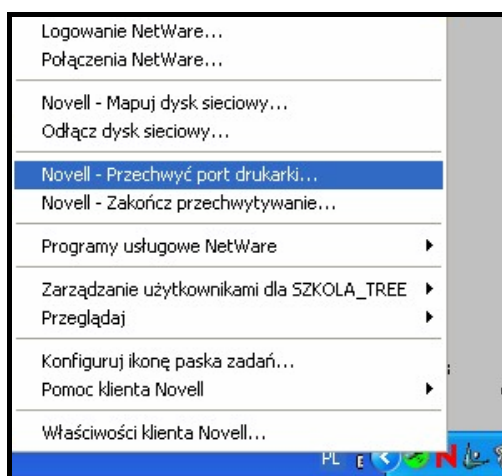 Logowanie NetWare...
Połączenia NetWare...
Novell - Mapuj dysk sieciowy...
Odłącz dysk sieciowy...
Novell - Przechwyć port drukarki...
Novell - Zakończ przechwytywanie...
Programy usługowe NetWare
Zarządzanie użytkownikami dla SZKOLA_TREE
Przeglądaj
Konfiguruj ikonę paska zadań...
Pomoc klienta Novell
Właściwości klienta Novell...
PL N